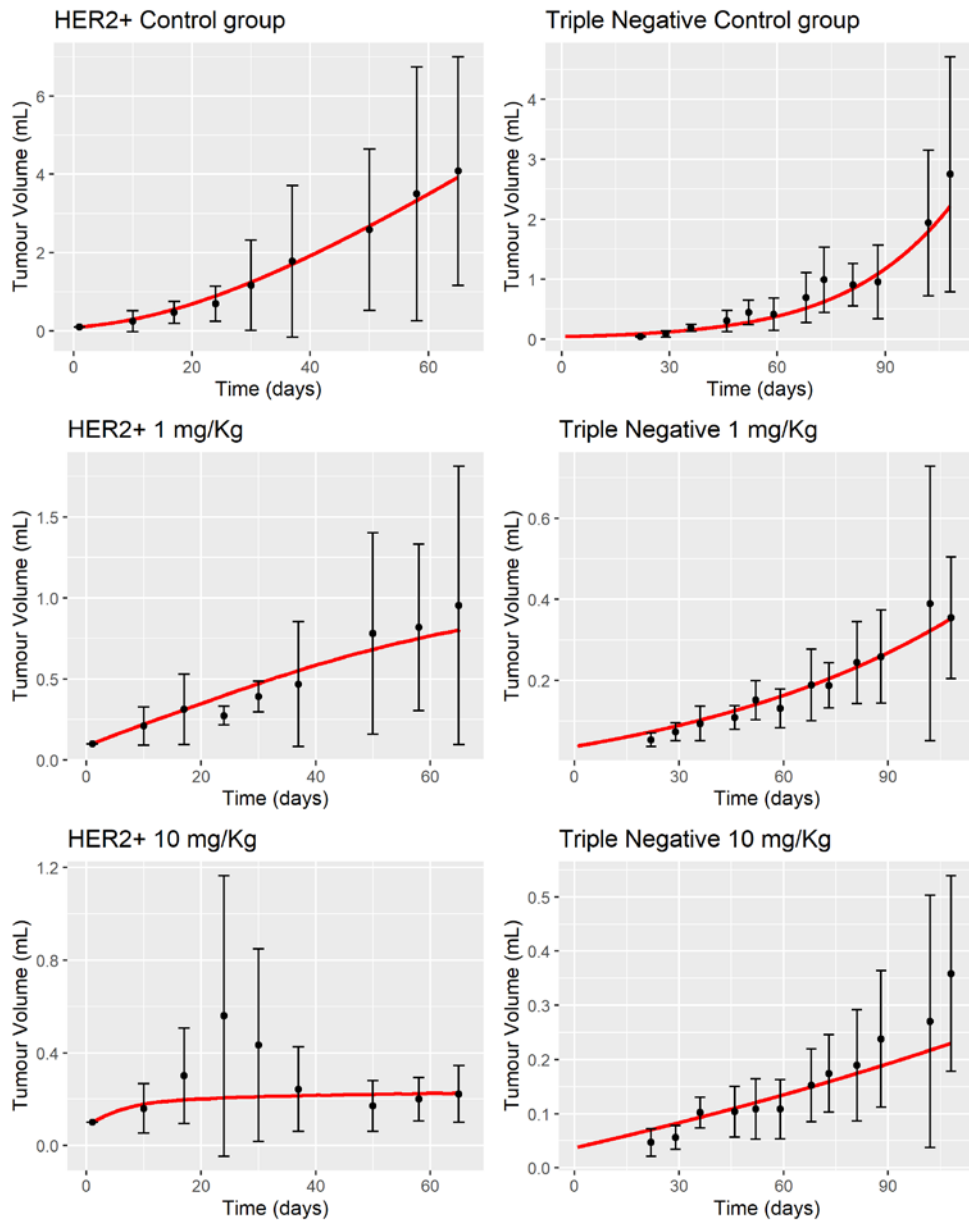 HER2+ Control group
Tumour Volume (mL)
6
4
2
0
0 20 40 60
Time (days)
Triple Negative Control group
Tumour Volume (mL)
4
3
2
1
0
0 30 60 90
Time (days)
HER2+ 1 mg/Kg
Tumour Volume (mL)
1.5
1.0
0.5
0.0
0 20 40 60
Time (days)
Triple Negative 1 mg/Kg
Tumour Volume (mL)
0.6
0.4
0.2
0 30 60 90
Time (days)
HER2+ 10 mg/Kg
Tumour Volume (mL)
1.2
0.8
0.4
0.0
0 20 40 60
Time (days)
Triple Negative 10 mg/Kg
Tumour Volume (mL)
0.5
0.4
0.3
0.2
0.1
0.0
0 30 60 90
Time (days)